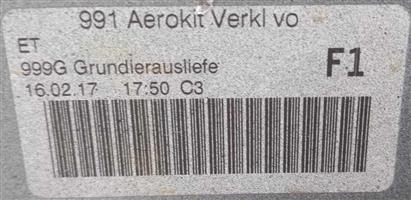 991 Aerokit Verkl vo
ET
999G Grundierausliefe
F1
16.02.17 17:50 C3